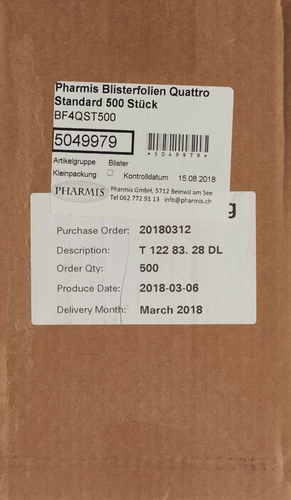 Pharmis Blisterfolien Quattro
Standard 500 Stück
BF4QST500
5049979
*5049979*
Artikelgruppe Blister
Kleinpackung ☐ Kontrolldatum 15.08.2018
PHARMIS
Pharmis GmbH, 5712 Beinwil am See
Tel 062 772 91 13 info@pharmis.ch
g
Purchase Order: 20180312
Description: T 122 83. 28 DL
Order Qty: 500
Produce Date: 2018-03-06
Delivery Month: March 2018